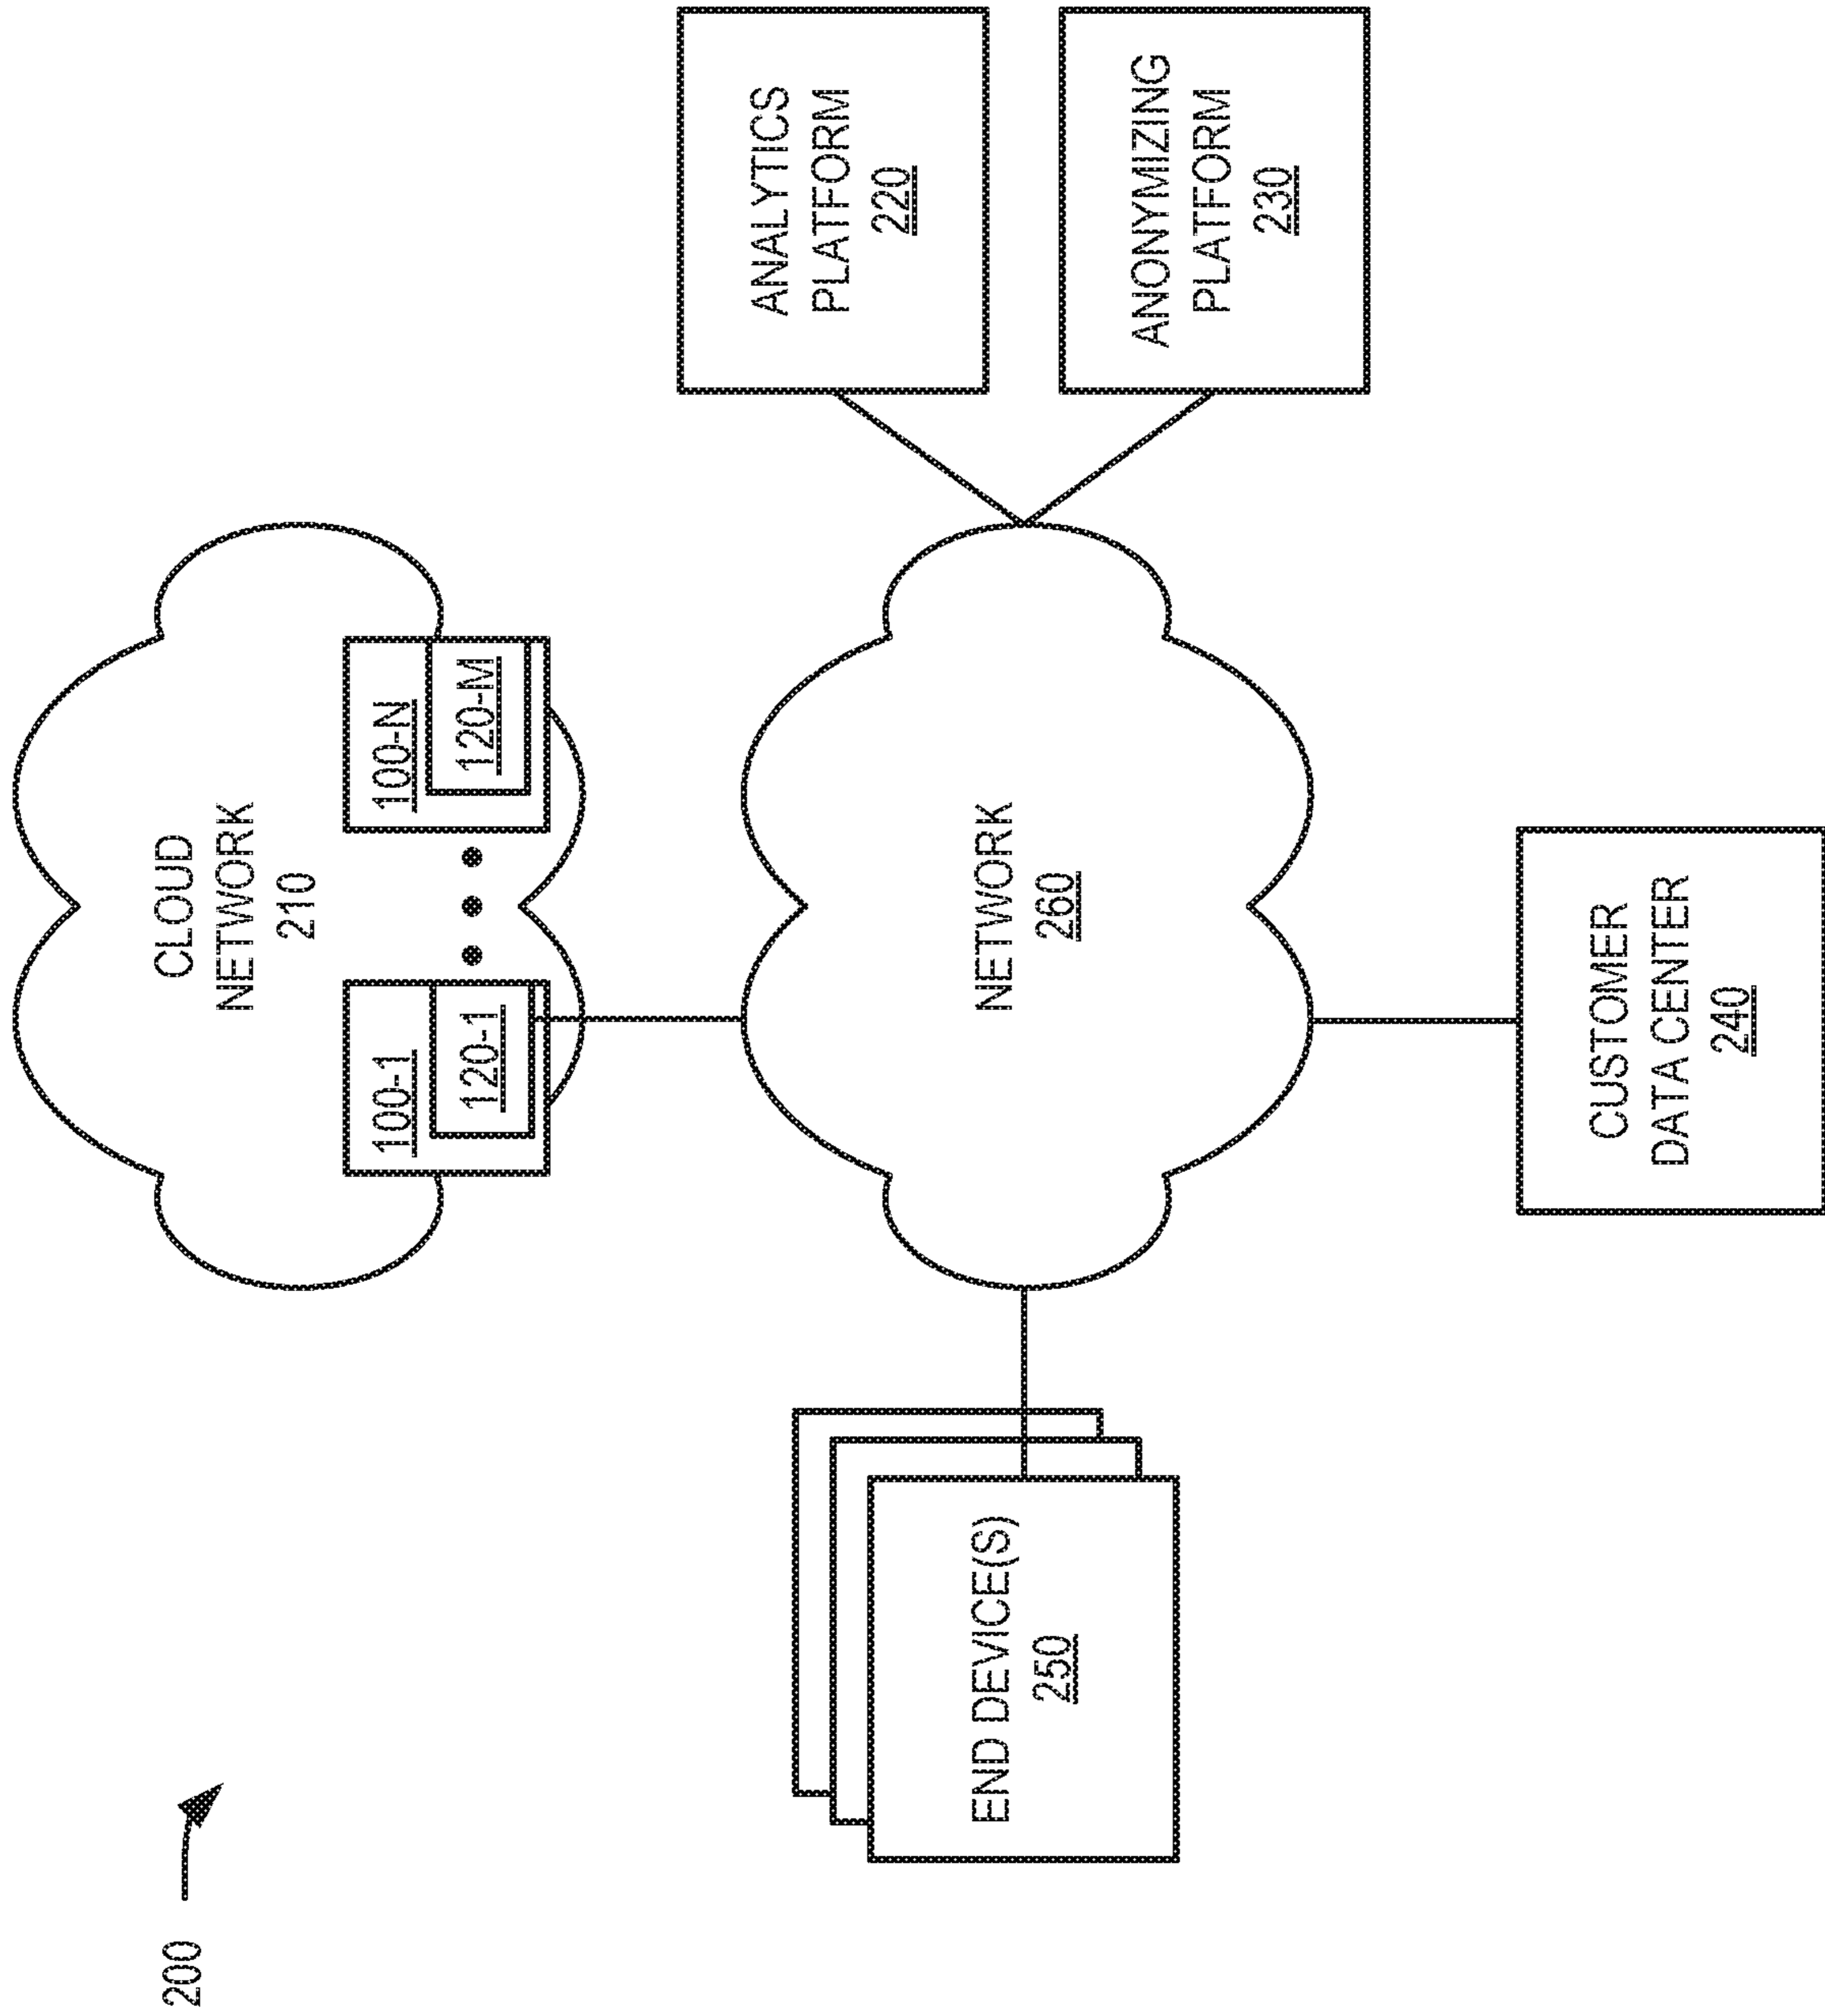 200
CLOUD
NETWORK
210
100-1
120-1
100-N
120-M
END DEVICE(S)
250
NETWORK
260
ANALYTICS
PLATFORM
220
ANONYMIZING
PLATFORM
230
CUSTOMER
DATA CENTER
240